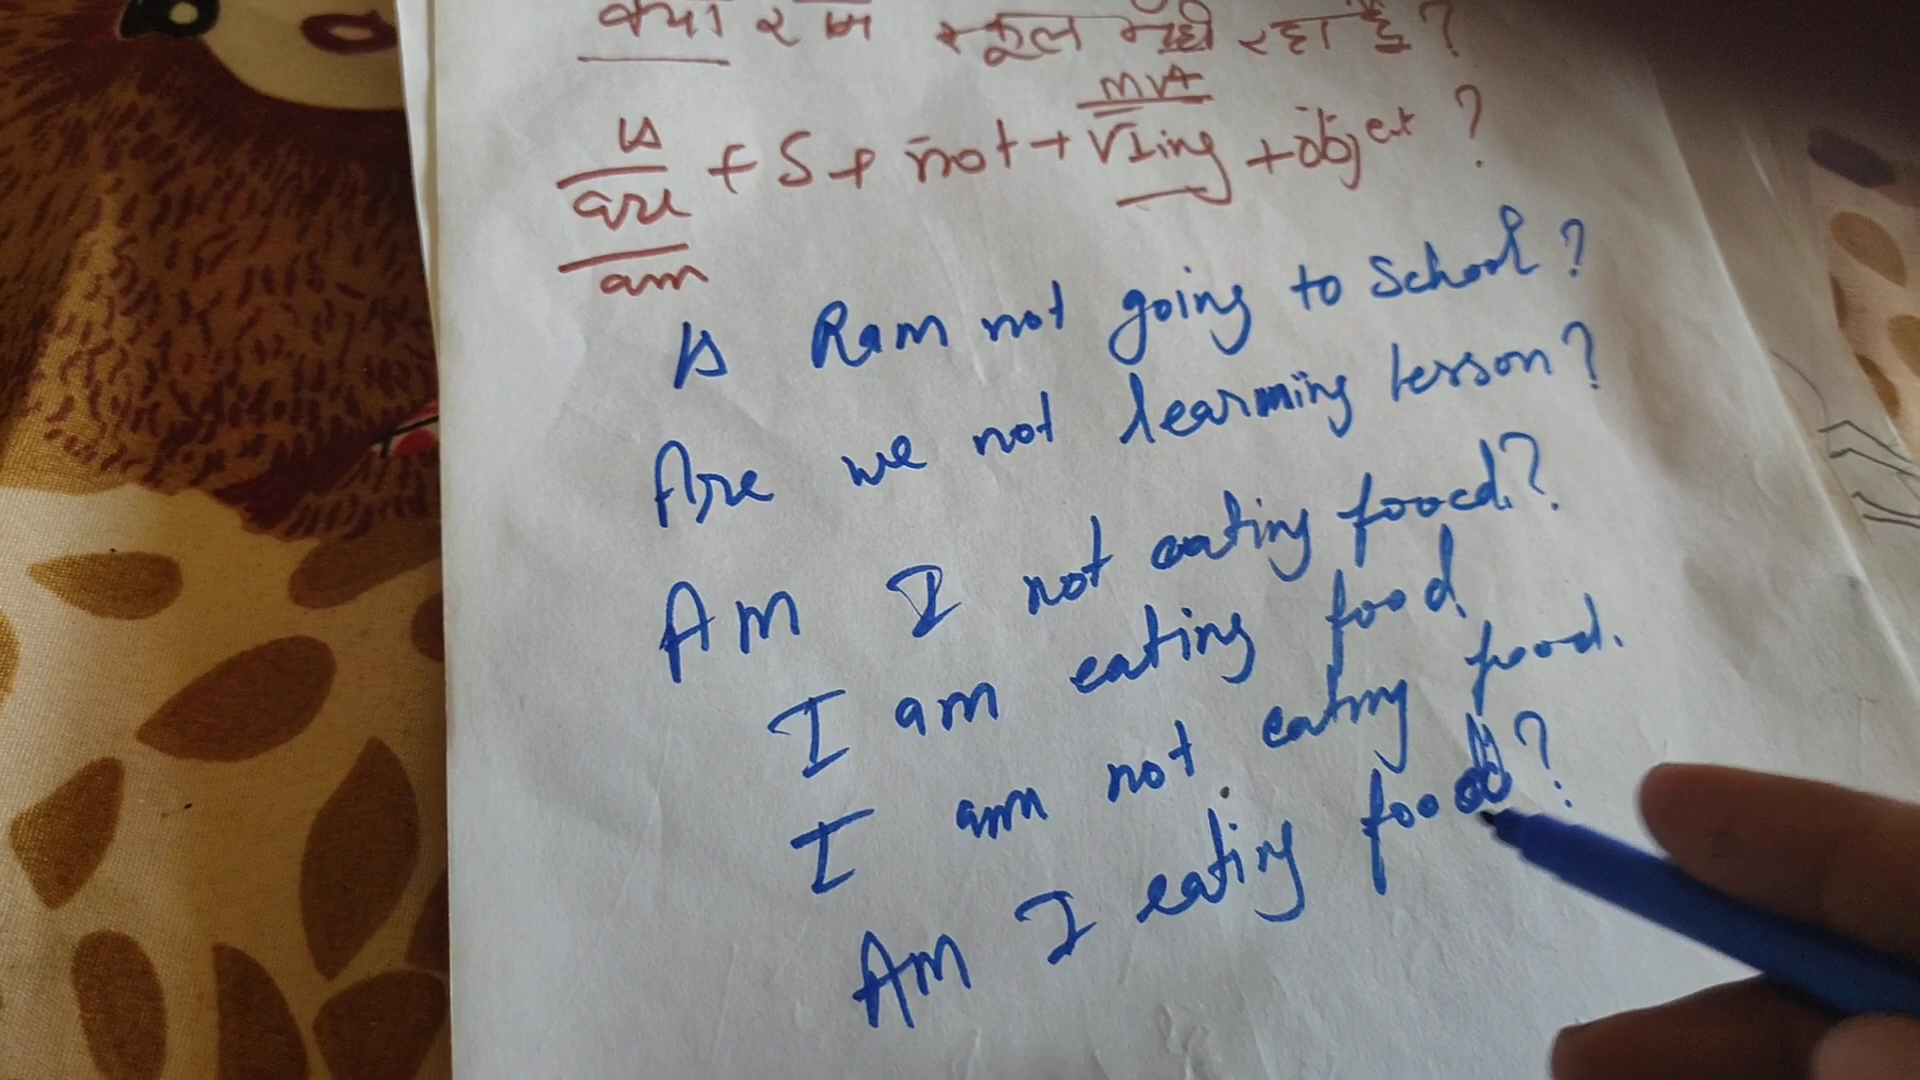 क्या राम स्कूल नही रहा है ?
MVA
is
are
am
+ S + not + V1ing + object ?
Is Ram not going to School ?
Are we not learning lesson ?
Am I not eating food ?
I am eating food
I am not eating food.
Am I eating food ?